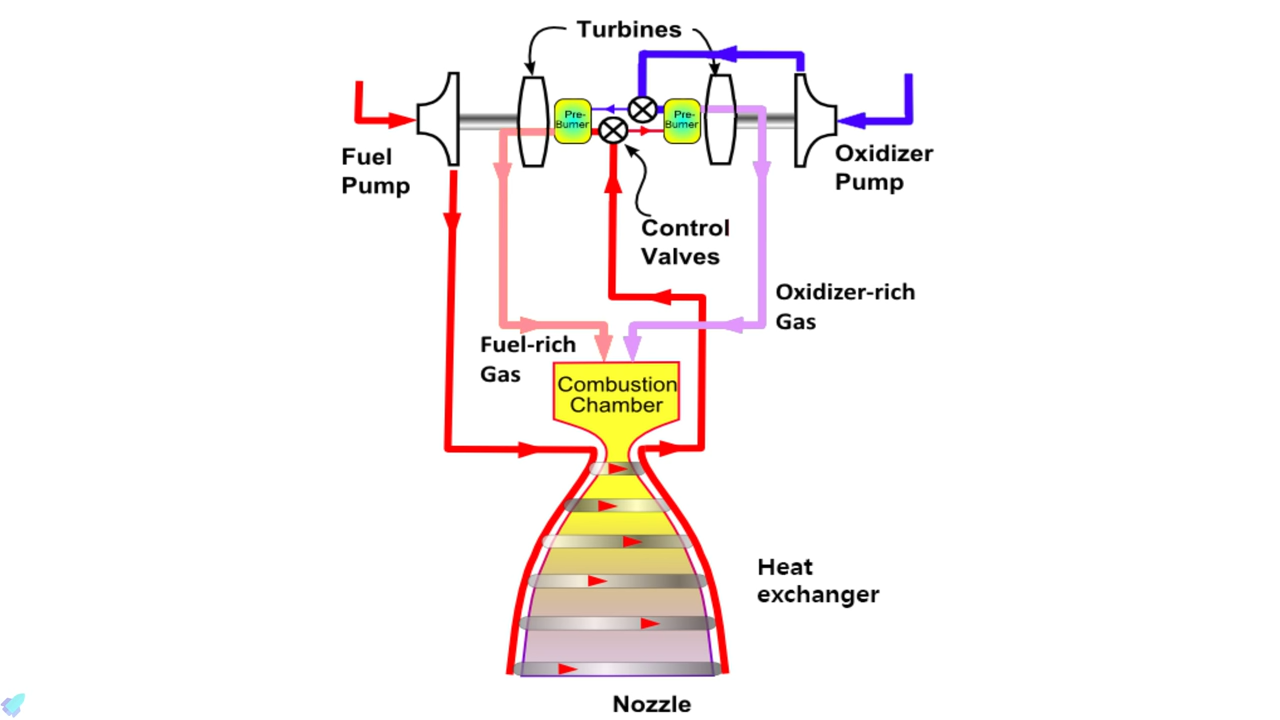 Turbines
Pre-
Burner
Pre-
Burner
Fuel
Pump
Oxidizer
Pump
Control
Valves
Oxidizer-rich
Gas
Fuel-rich
Gas
Combustion
Chamber
Heat
exchanger
Nozzle